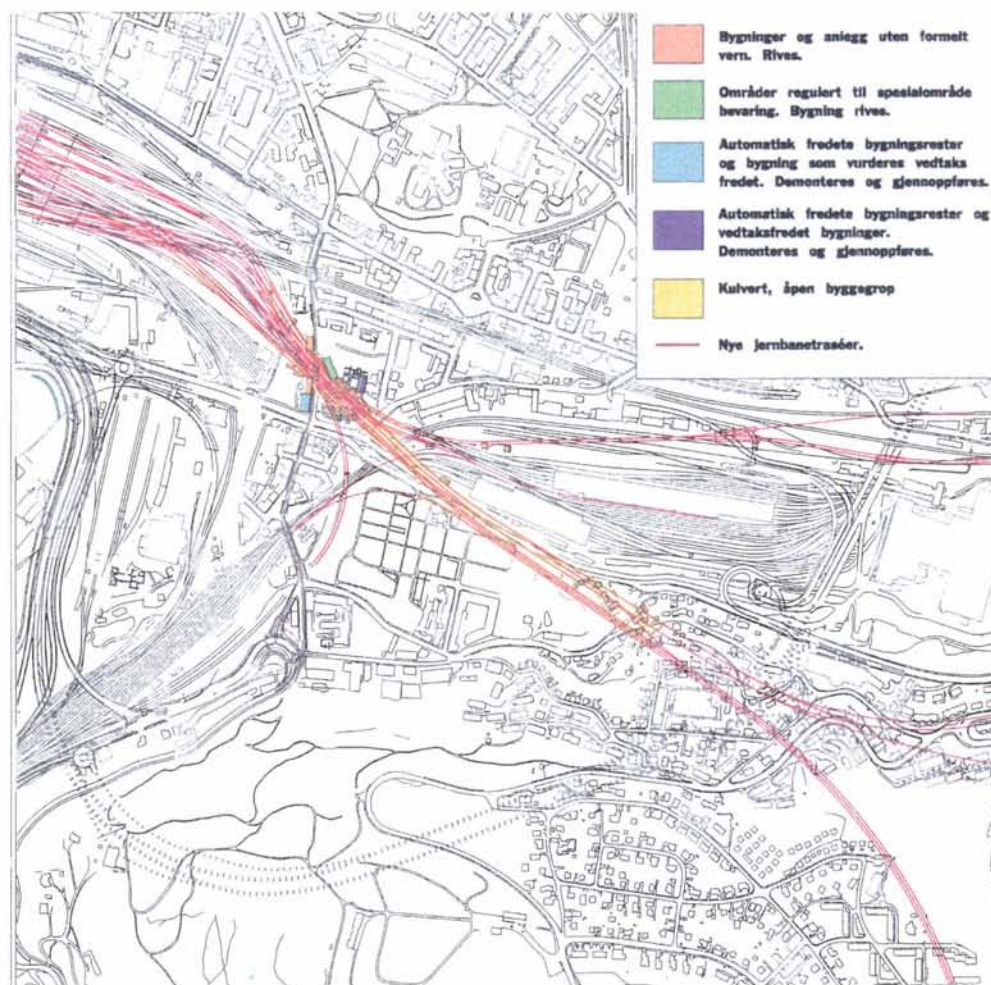 Bygninger og anlegg uten formelt
vern. Rives.
Områder regulert til spesialområde
bevaring. Bygning rives.
Automatisk fredete bygningsrester
og bygning som vurderes vedtaks
fredet. Demonteres og gjennoppføres.
Automatisk fredete bygningsrester og
vedtaksfredet bygninger.
Demonteres og gjennoppføres.
Kulvert, åpen byggegrop
Nye jernbanetraséer.